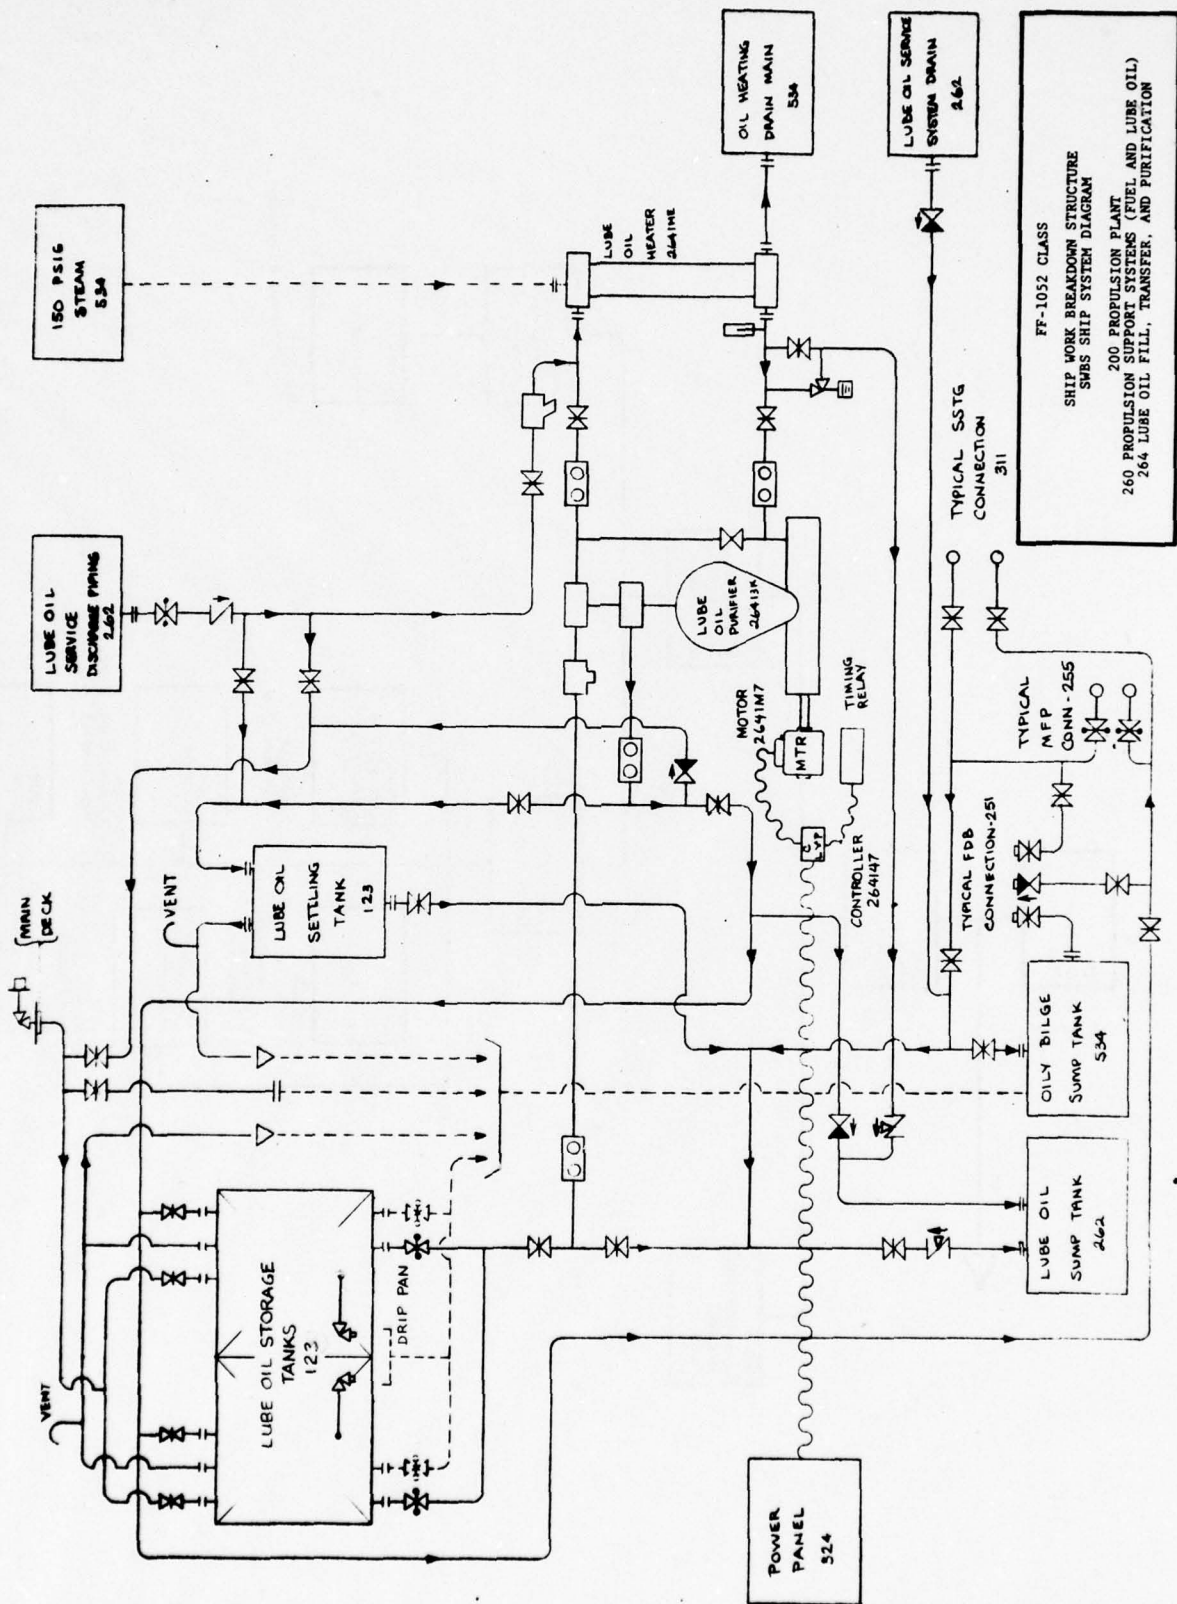 150 PSIG
STEAM
534
LUBE OIL
SERVICE
DISCHARGE PIPING
262
MAIN
DECK
VENT
VENT
LUBE OIL
SETTLING
TANK
123
LUBE OIL STORAGE
TANKS
123
DRIP PAN
LUBE
OIL
HEATER
2641ME
OIL HEATING
DRAIN MAIN
534
LUBE OIL SERVICE
SYSTEM DRAIN
262
LUBE
OIL
PURIFIER
MOTOR
2641M7
MTR
TIMING
RELAY
C
LVP
CONTROLLER
264147
TYPICAL SSTG
CONNECTION
311
TYPICAL
MFP
CONN-255
TYPICAL FDB
CONNECTION-251
OILY BILGE
SUMP TANK
534
LUBE OIL
SUMP TANK
262
POWER
PANEL
324
FF-1052 CLASS
SHIP WORK BREAKDOWN STRUCTURE
SWBS SHIP SYSTEM DIAGRAM
200 PROPULSION PLANT
260 PROPULSION SUPPORT SYSTEMS (FUEL AND LUBE OIL)
264 LUBE OIL FILL, TRANSFER, AND PURIFICATION